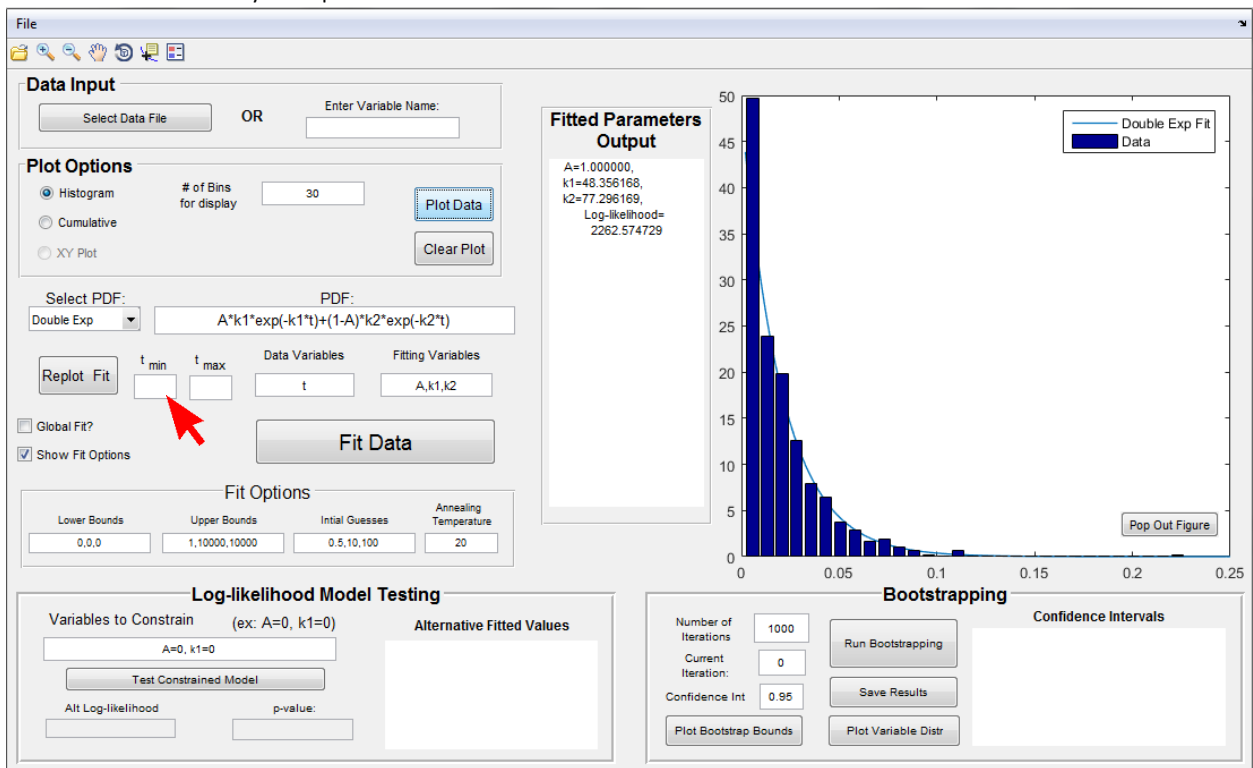 File
Data Input
Select Data File
OR
Enter Variable Name:
Plot Options
Histogram
Cumulative
XY Plot
# of Bins
for display
30
Plot Data
Clear Plot
Select PDF:
Double Exp
PDF:
A*k1*exp(-k1*t)+(1-A)*k2*exp(-k2*t)
Replot Fit
t min
t max
Data Variables
t
Fitting Variables
A,k1,k2
Global Fit?
Show Fit Options
Fit Data
Fit Options
Lower Bounds
0,0,0
Upper Bounds
1,10000,10000
Intial Guesses
0.5,10,100
Annealing
Temperature
20
Fitted Parameters
Output
A=1.000000,
k1=48.356168,
k2=77.296169,
Log-likelihood=
2262.574729
50
45
40
35
30
25
20
15
10
5
0
0
0.05
0.1
0.15
0.2
0.25
Double Exp Fit
Data
Pop Out Figure
Log-likelihood Model Testing
Variables to Constrain
(ex: A=0, k1=0)
A=0, k1=0
Test Constrained Model
Alt Log-likelihood
p-value:
Alternative Fitted Values
Bootstrapping
Number of
Iterations
1000
Current
Iteration:
0
Confidence Int
0.95
Plot Bootstrap Bounds
Run Bootstrapping
Save Results
Plot Variable Distr
Confidence Intervals